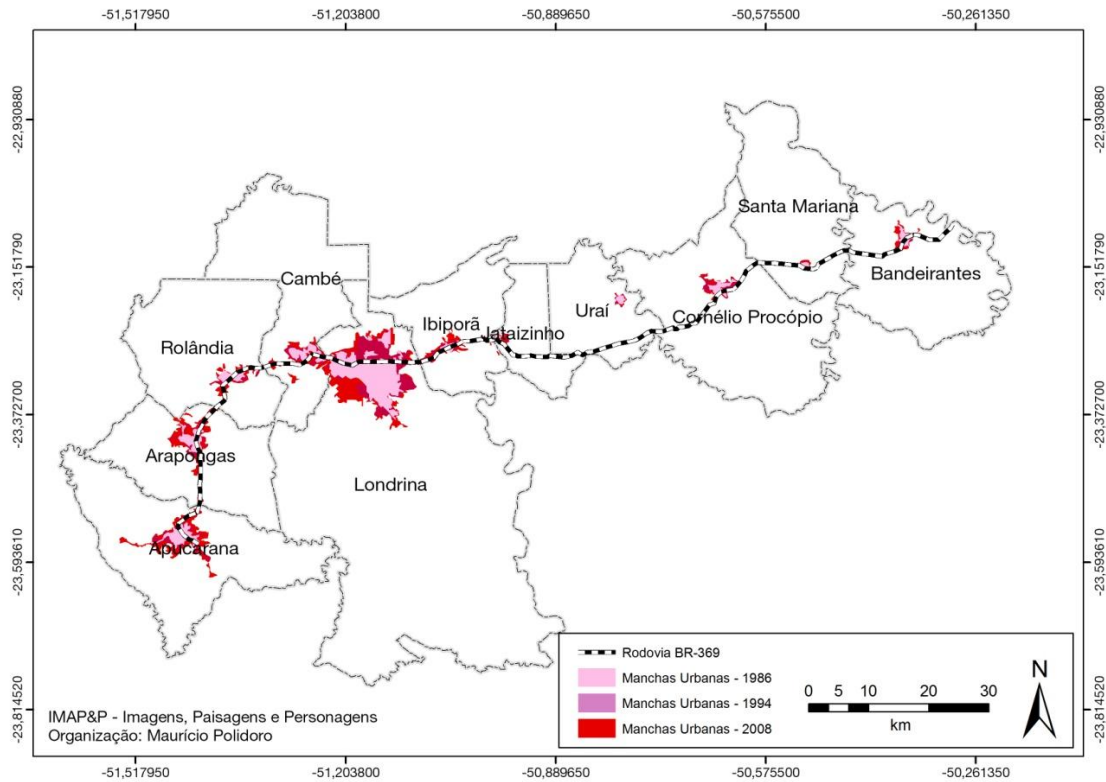 -51,517950 -51,203800 -50,889650 -50,575500 -50,261350
-22,930880 -22,930880
Santa Mariana
-23,151790 -23,151790
Cambé
Bandeirantes
Uraí
Cornélio Procópio
Ibiporã
Jataizinho
Rolândia
-23,372700 -23,372700
Arapongas
Londrina
Apucarana
-23,593610 -23,593610
Rodovia BR-369
Manchas Urbanas - 1986
Manchas Urbanas - 1994
Manchas Urbanas - 2008
0 5 10 20 30
km
N
-23,814520 -23,814520
IMAP&P - Imagens, Paisagens e Personagens
Organização: Maurício Polidoro
-51,517950 -51,203800 -50,889650 -50,575500 -50,261350